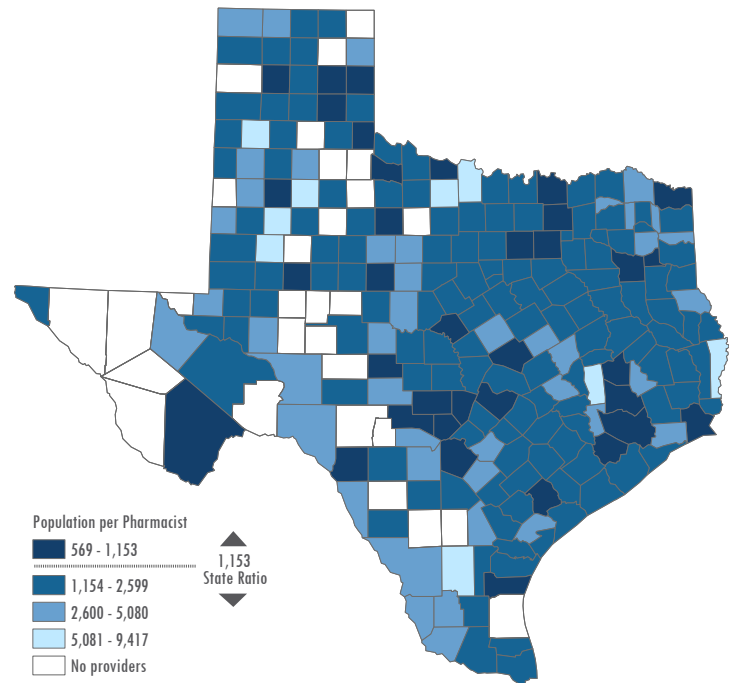 Population per Pharmacist
569 - 1,153
1,153
State Ratio
1,154 - 2,599
2,600 - 5,080
5,081 - 9,417
No providers